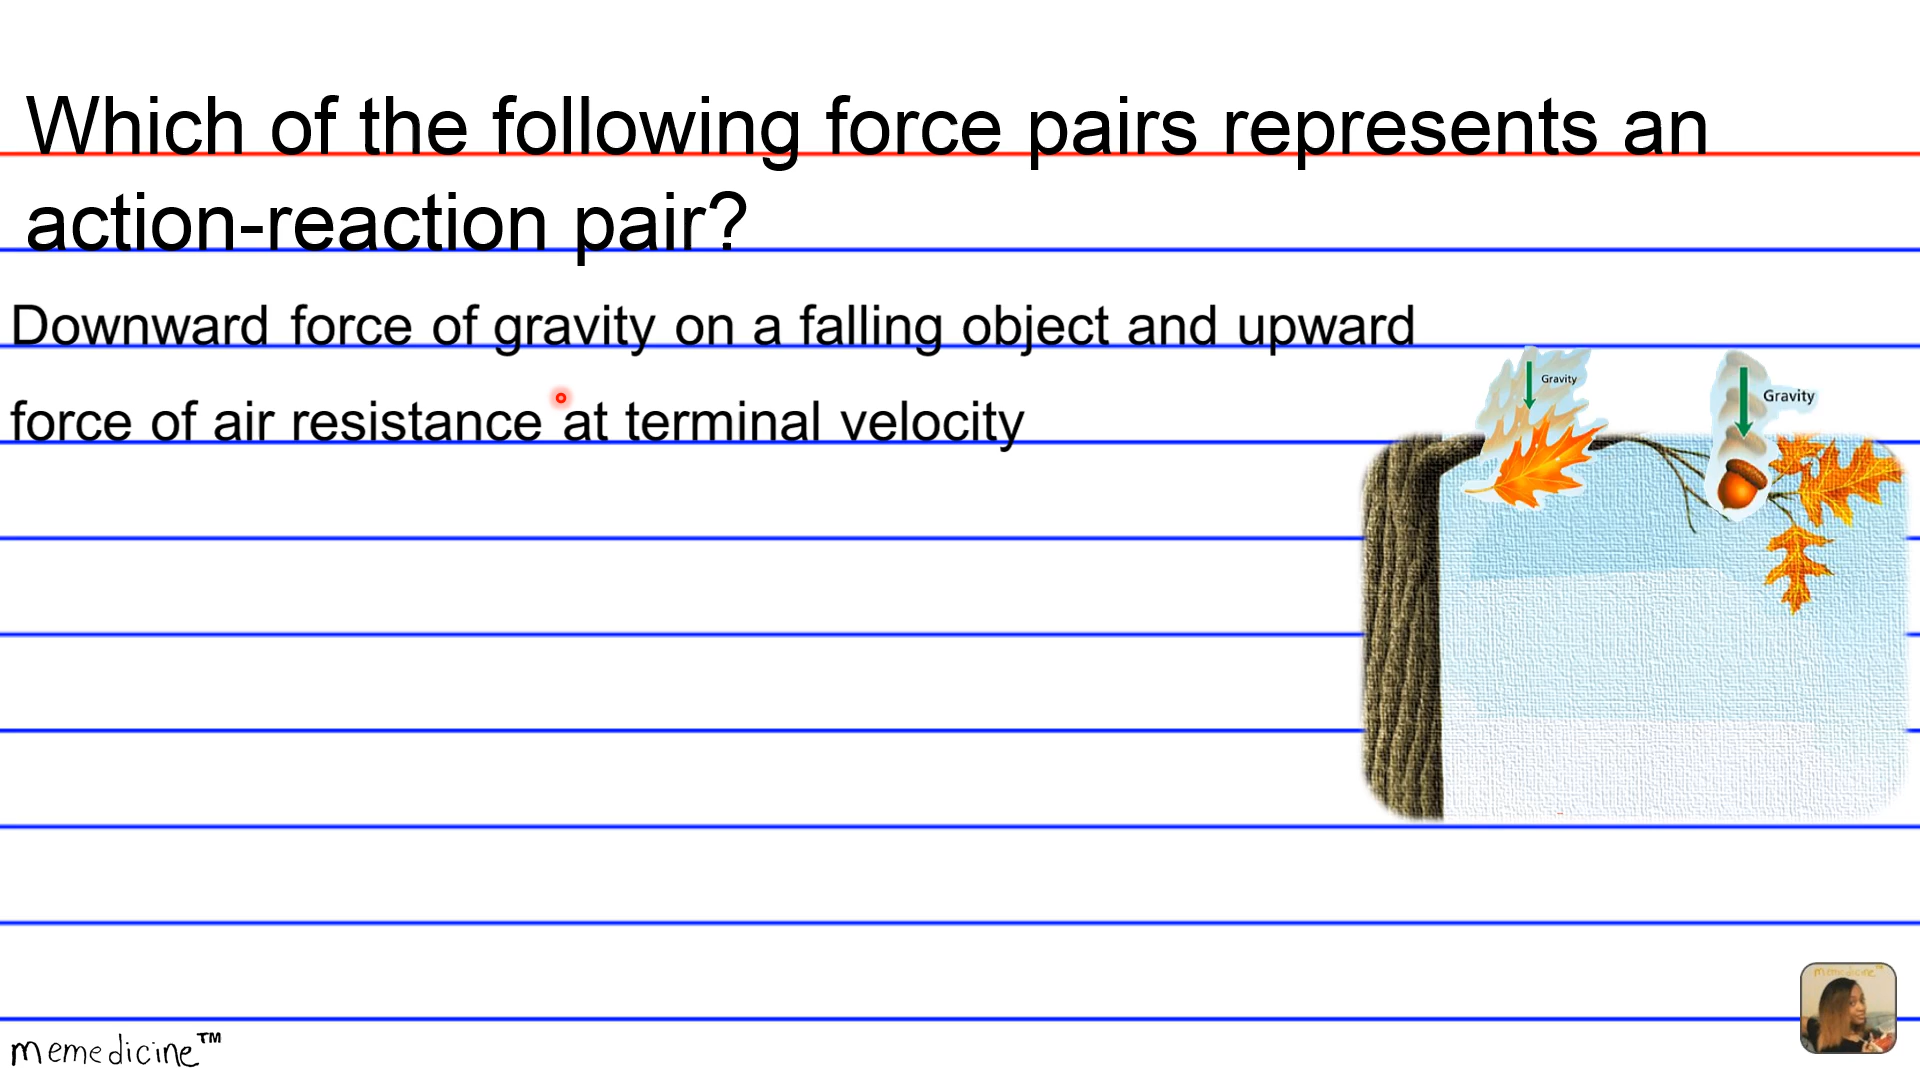 Which of the following force pairs represents an
action-reaction pair?
Downward force of gravity on a falling object and upward
force of air resistance at terminal velocity
Gravity
Gravity
memedicine™
memedicine™